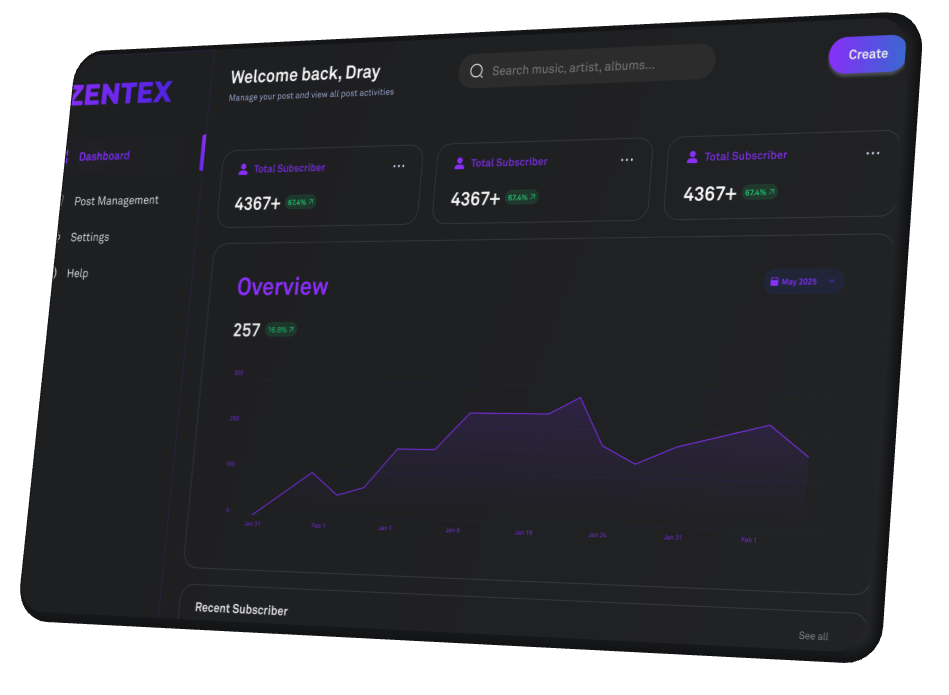 ZENTEX
Dashboard
Post Management
Settings
Help
Welcome back, Dray
Manage your post and view all post activities
Search music, artist, albums...
Create
Total Subscriber
4367+ 67.4%
Total Subscriber
4367+ 67.4%
Total Subscriber
4367+ 67.4%
Overview
May 2025
257 16.8%
250
100
0
Jan 21 Feb 1 Jan 1 Jan 8 Jan 16 Jan 24 Jan 31 Feb 1
Recent Subscriber
See all